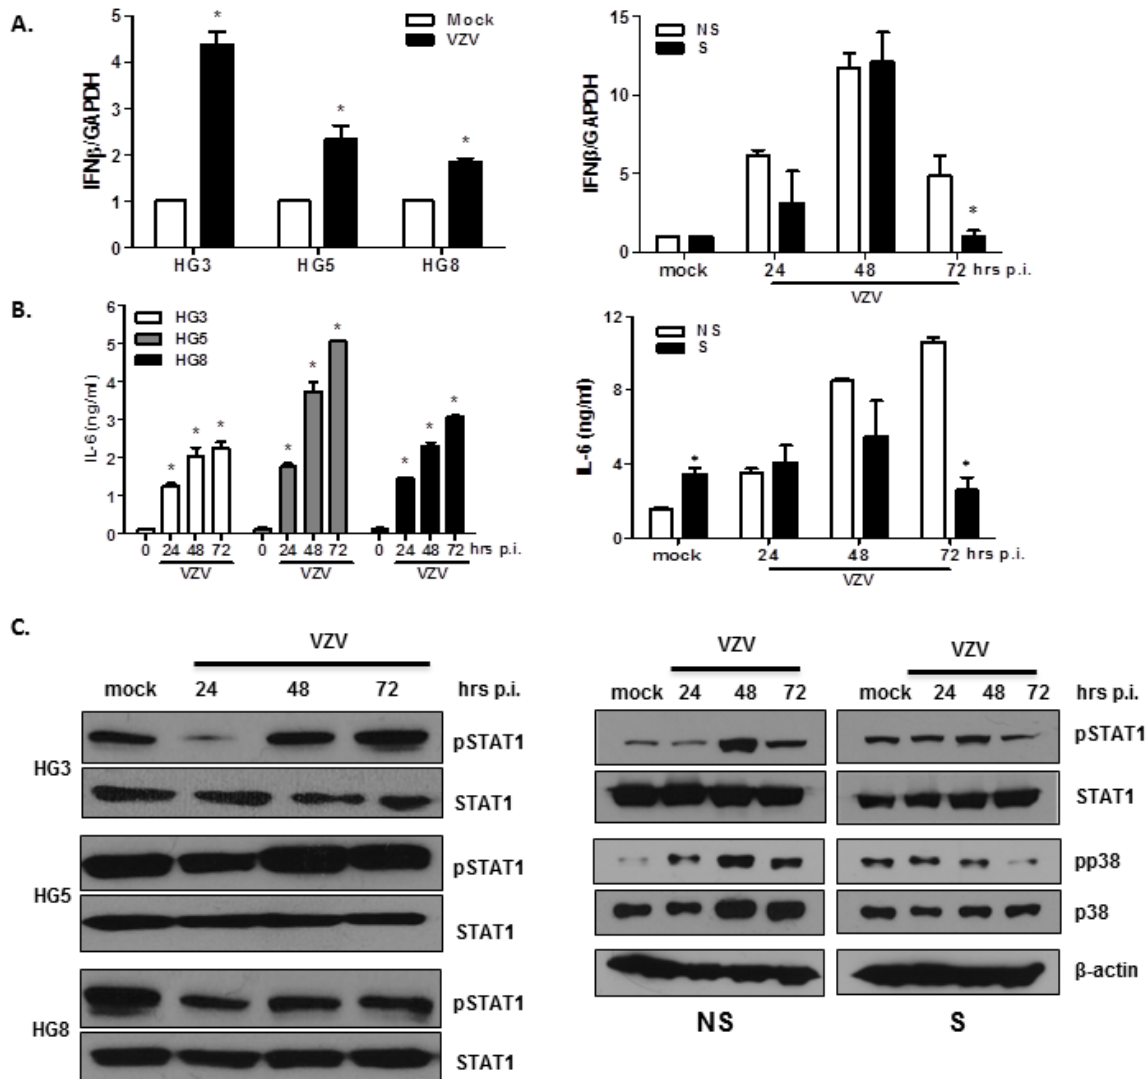 A.
5
4
3
2
1
0
IFNβ/GAPDH
Mock
VZV
*
*
*
HG3 HG5 HG8
15
10
5
0
IFNβ/GAPDH
NS
S
*
mock 24 48 72 hrs p.i.
VZV
B.
6
5
4
3
2
1
0
IL-6 (ng/ml)
HG3
HG5
HG8
* * *
* * *
* * *
0 24 48 72 0 24 48 72 0 24 48 72 hrs p.i.
VZV VZV VZV
12
8
4
0
IL-6 (ng/ml)
NS
S
*
*
mock 24 48 72 hrs p.i.
VZV
C.
VZV
mock 24 48 72 hrs p.i.
HG3
pSTAT1
STAT1
HG5
pSTAT1
STAT1
HG8
pSTAT1
STAT1
VZV VZV
mock 24 48 72 mock 24 48 72 hrs p.i.
pSTAT1
STAT1
pp38
p38
β-actin
NS S